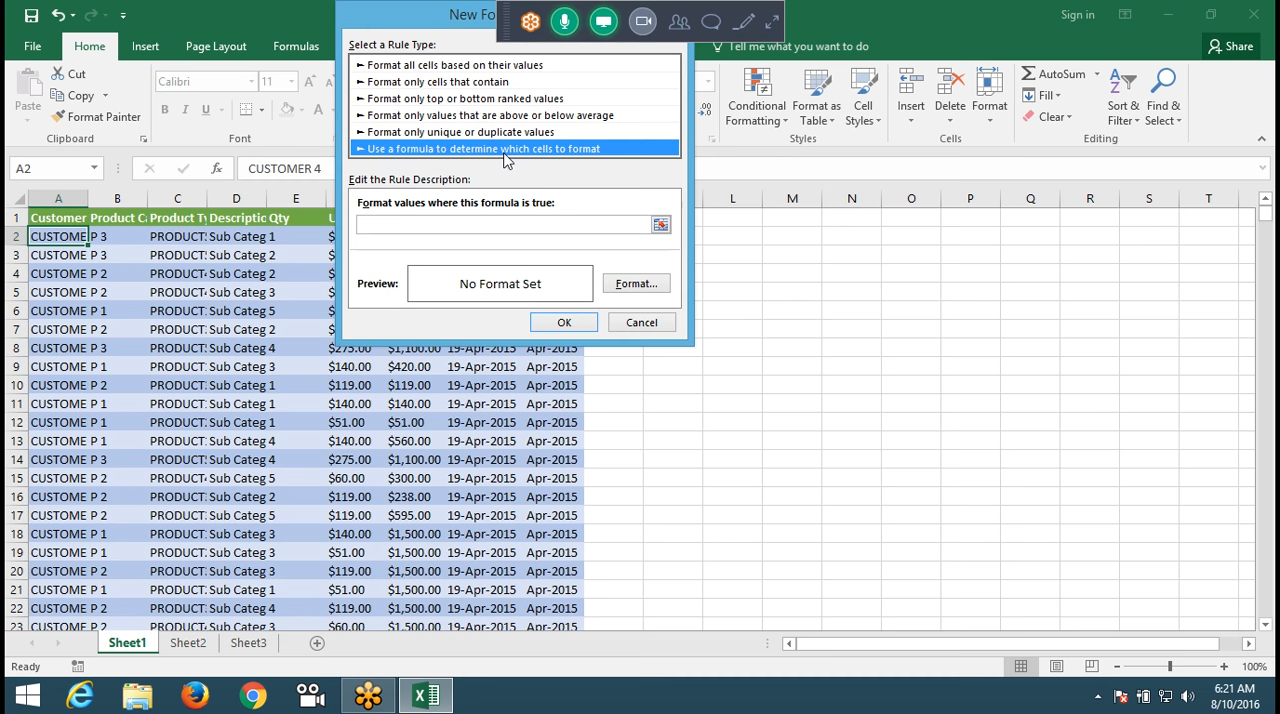 New Fo
Sign in
File Home Insert Page Layout Formulas
Tell me what you want to do
Share
Cut
Copy
Format Painter
Paste
Clipboard
Calibri 11
B I U
Font
.00
Conditional Formatting
Format as Table
Cell Styles
Styles
Insert Delete Format
Cells
AutoSum
Fill
Clear
Sort & Filter
Find & Select
Editing
Select a Rule Type:
► Format all cells based on their values
► Format only cells that contain
► Format only top or bottom ranked values
► Format only values that are above or below average
► Format only unique or duplicate values
► Use a formula to determine which cells to format
Edit the Rule Description:
Format values where this formula is true:
Preview:
No Format Set
Format...
OK
Cancel
A2 fx CUSTOMER 4
A B C D E L M N O P Q R S T
1 Customer Product C Product Ty Descriptic Qty U
2 CUSTOME P 3 PRODUCT Sub Categ 1 $
3 CUSTOME P 3 PRODUCT Sub Categ 2 $
4 CUSTOME P 2 PRODUCT Sub Categ 2 $
5 CUSTOME P 2 PRODUCT Sub Categ 3 $
6 CUSTOME P 1 PRODUCT Sub Categ 5 $
7 CUSTOME P 2 PRODUCT Sub Categ 2 $
8 CUSTOME P 3 PRODUCT Sub Categ 4 $275.00 $1,100.00 19-Apr-2015 Apr-2015
9 CUSTOME P 1 PRODUCT Sub Categ 3 $140.00 $420.00 19-Apr-2015 Apr-2015
10 CUSTOME P 2 PRODUCT Sub Categ 1 $119.00 $119.00 19-Apr-2015 Apr-2015
11 CUSTOME P 1 PRODUCT Sub Categ 1 $140.00 $140.00 19-Apr-2015 Apr-2015
12 CUSTOME P 1 PRODUCT Sub Categ 1 $51.00 $51.00 19-Apr-2015 Apr-2015
13 CUSTOME P 1 PRODUCT Sub Categ 4 $140.00 $560.00 19-Apr-2015 Apr-2015
14 CUSTOME P 3 PRODUCT Sub Categ 4 $275.00 $1,100.00 19-Apr-2015 Apr-2015
15 CUSTOME P 2 PRODUCT Sub Categ 5 $60.00 $300.00 19-Apr-2015 Apr-2015
16 CUSTOME P 2 PRODUCT Sub Categ 2 $119.00 $238.00 19-Apr-2015 Apr-2015
17 CUSTOME P 2 PRODUCT Sub Categ 5 $119.00 $595.00 19-Apr-2015 Apr-2015
18 CUSTOME P 1 PRODUCT Sub Categ 3 $140.00 $1,500.00 19-Apr-2015 Apr-2015
19 CUSTOME P 1 PRODUCT Sub Categ 3 $51.00 $1,500.00 19-Apr-2015 Apr-2015
20 CUSTOME P 2 PRODUCT Sub Categ 3 $119.00 $1,500.00 19-Apr-2015 Apr-2015
21 CUSTOME P 1 PRODUCT Sub Categ 1 $51.00 $1,500.00 19-Apr-2015 Apr-2015
22 CUSTOME P 2 PRODUCT Sub Categ 4 $119.00 $1,500.00 19-Apr-2015 Apr-2015
23 CUSTOME P 2 PRODUCT Sub Categ 3 $60.00 $1,500.00 19-Apr-2015 Apr-2015
Sheet1 Sheet2 Sheet3
Ready
100%
6:21 AM
8/10/2016